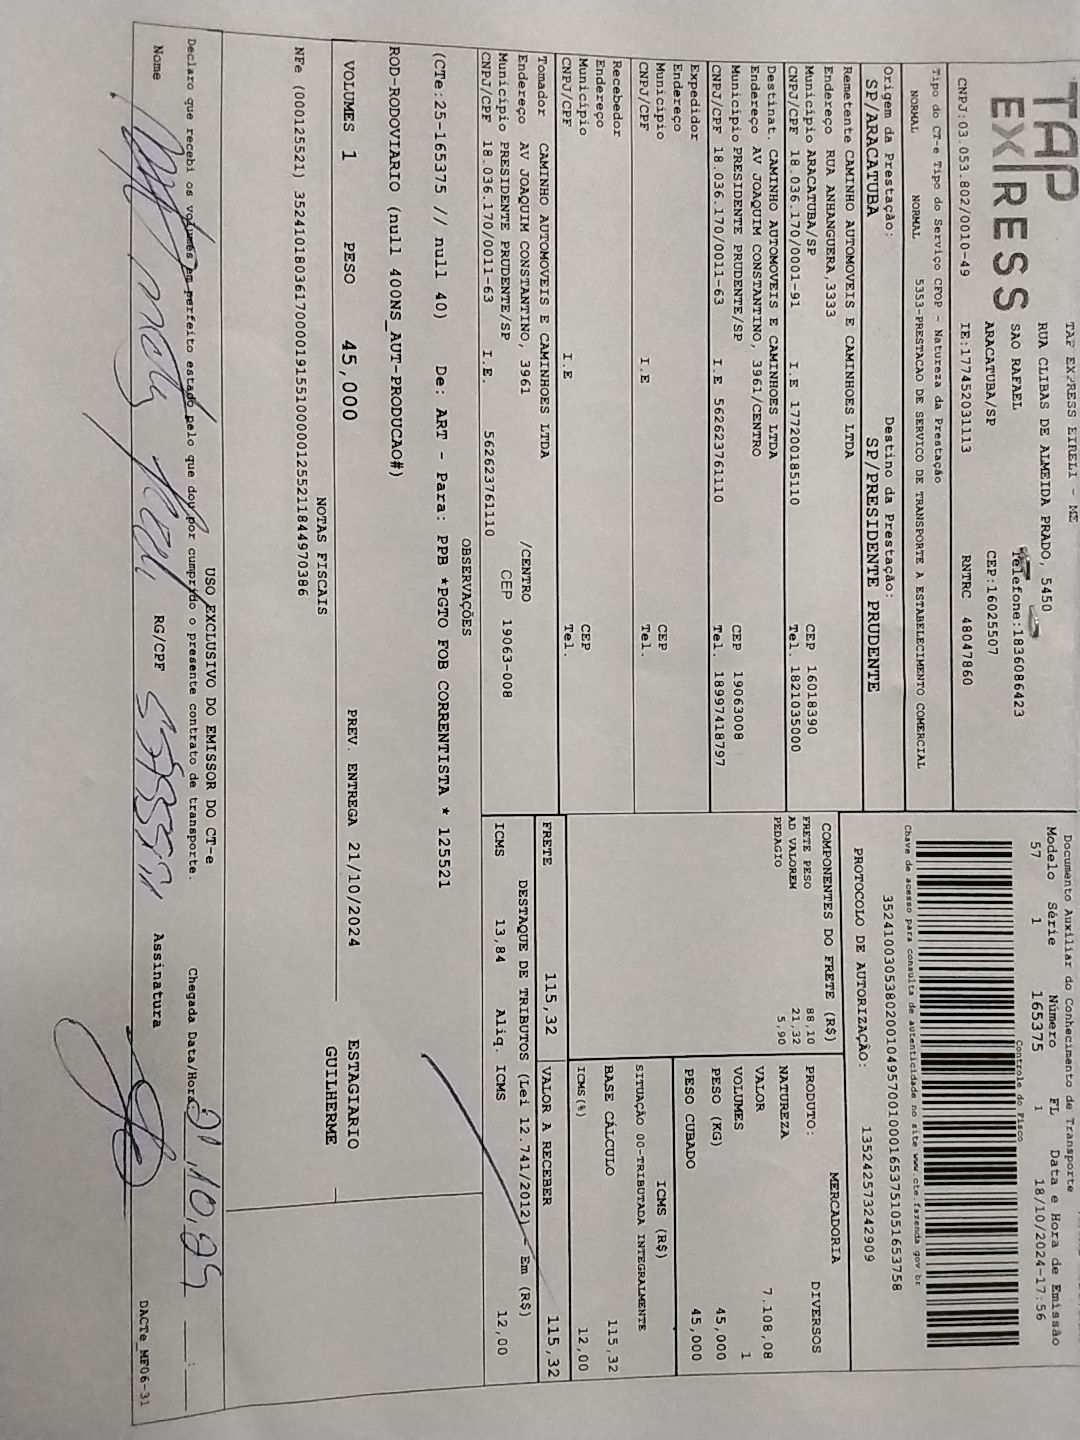 TAP
EXPRESS
TAP EXPRESS EIRELI - ME
RUA CLIBAS DE ALMEIDA PRADO, 5450
SAO RAFAEL Telefone:1836086423
ARACATUBA/SP CEP:16025507
CNPJ:03.053.802/0010-49 IE:177452031113 RNTRC 48047860
Documento Auxiliar do Conhecimento de Transporte
Modelo Série Número FL Data e Hora de Emissão
57 1 165375 1 18/10/2024-17:56
Controle do Fisco
Chave de acesso para consulta de autenticidade no site www.cte.fazenda.gov.br
35241003053802001049570010001653751051653758
PROTOCOLO DE AUTORIZAÇÃO: 135242573242909
Tipo do CT-e Tipo do Serviço CFOP - Natureza da Prestação
NORMAL NORMAL 5353-PRESTACAO DE SERVICO DE TRANSPORTE A ESTABELECIMENTO COMERCIAL
Origem da Prestação: Destino da Prestação:
SP/ARACATUBA SP/PRESIDENTE PRUDENTE
Remetente CAMINHO AUTOMOVEIS E CAMINHOES LTDA
Endereço RUA ANHANGUERA,3333
Município ARACATUBA/SP CEP 16018390
CNPJ/CPF 18.036.170/0001-91 I.E 177200185110 Tel. 1821035000
Destinat. CAMINHO AUTOMOVEIS E CAMINHOES LTDA
Endereço AV JOAQUIM CONSTANTINO, 3961/CENTRO
Município PRESIDENTE PRUDENTE/SP CEP 19063008
CNPJ/CPF 18.036.170/0011-63 I.E 562623761110 Tel. 18997418797
Expedidor
Endereço
Município CEP
CNPJ/CPF I.E Tel.
Recebedor
Endereço
Município CEP
CNPJ/CPF I.E Tel.
Tomador CAMINHO AUTOMOVEIS E CAMINHOES LTDA
Endereço AV JOAQUIM CONSTANTINO, 3961 /CENTRO
Município PRESIDENTE PRUDENTE/SP CEP 19063-008
CNPJ/CPF 18.036.170/0011-63 I.E. 562623761110
COMPONENTES DO FRETE (R$)
FRETE PESO 88,10
AD VALOREM 21,32
PEDAGIO 5,90
MERCADORIA
PRODUTO: DIVERSOS
NATUREZA
VALOR 7.108,08
VOLUMES 1
PESO (KG) 45,000
PESO CUBADO 45,000
ICMS (R$)
SITUAÇÃO 00-TRIBUTADA INTEGRALMENTE
BASE CÁLCULO 115,32
ICMS(%) 12,00
FRETE 115,32 VALOR A RECEBER 115,32
DESTAQUE DE TRIBUTOS (Lei 12.741/2012) - Em (R$)
ICMS 13,84 Aliq. ICMS 12,00
OBSERVAÇÕES
(CTe:25-165375 // null 40) De: ART - Para: PPB *PGTO FOB CORRENTISTA * 125521
ROD-RODOVIARIO (null 400NS_AUT-PRODUCAO#)
VOLUMES 1 PESO 45,000 PREV. ENTREGA 21/10/2024 ESTAGIARIO
GUILHERME
NOTAS FISCAIS
NFe (000125521) 35241018036170000191551000001255211844970386
USO EXCLUSIVO DO EMISSOR DO CT-e
Declaro que recebi os volumes em perfeito estado pelo que dou por cumprido o presente contrato de transporte. Chegada Data/Hora
Nome RG/CPF Assinatura
DACTe_MF06-31